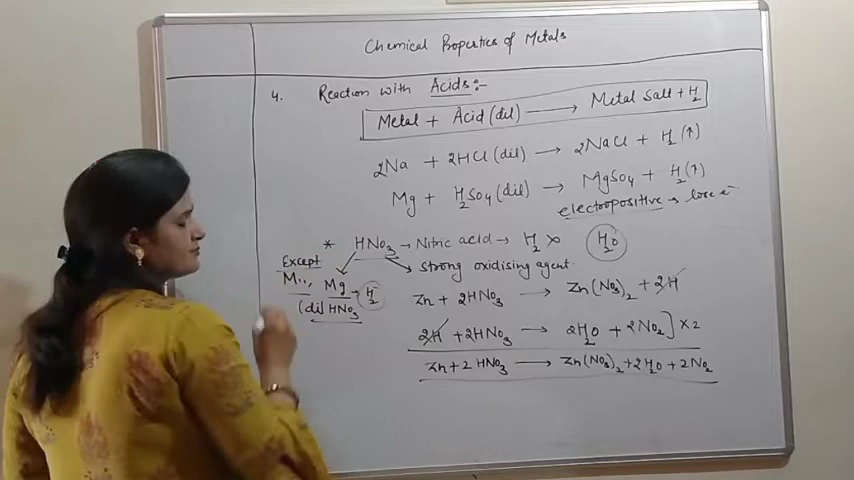 Chemical Properties of Metals
4. Reaction with Acids:-
Metal + Acid (dil) → Metal Salt + H₂
2Na + 2HCl (dil) → 2NaCl + H₂ (↑)
Mg + H₂SO₄ (dil) → MgSO₄ + H₂ (↑)
electropositive → lose e⁻
* HNO₃ → Nitric acid → H₂ × H₂O
Except
Mg → H₂
(dil) HNO₃
strong oxidising agent
Zn + 2HNO₃ → Zn(NO₃)₂ + 2H
2H + 2HNO₃ → 2H₂O + 2NO₂] × 2
Zn + 2 HNO₃ → Zn(NO₃)₂ + 2H₂O + 2NO₂